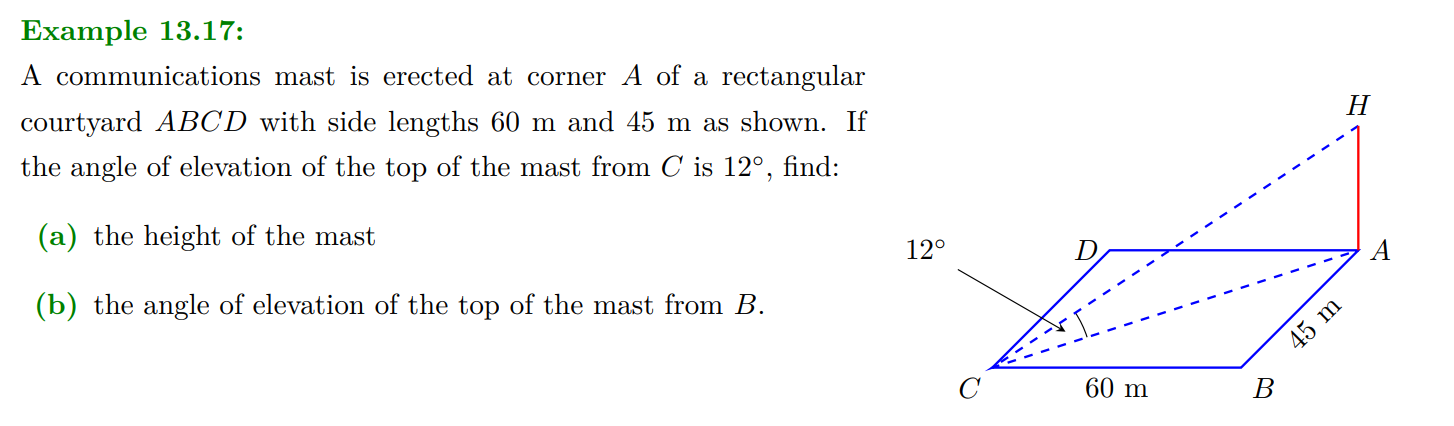 Example 13.17:
A communications mast is erected at corner A of a rectangular
courtyard ABCD with side lengths 60 m and 45 m as shown. If
the angle of elevation of the top of the mast from C is 12°, find:
(a) the height of the mast
(b) the angle of elevation of the top of the mast from B.
H
12°
D
A
45 m
C
60 m
B